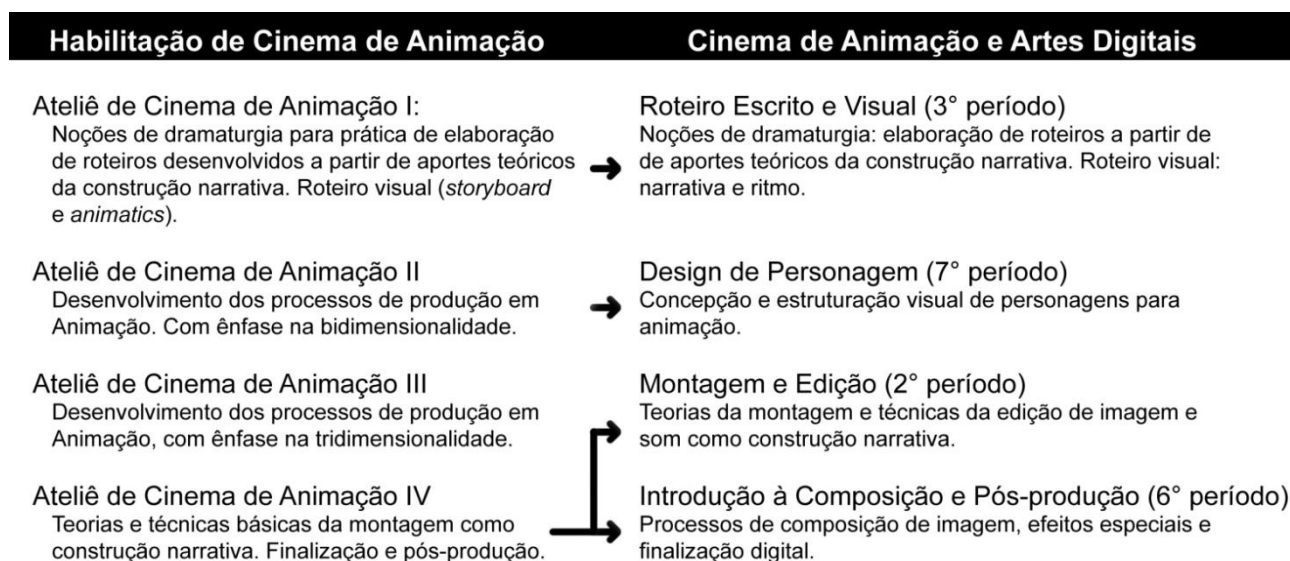 Habilitação de Cinema de Animação
Cinema de Animação e Artes Digitais
Ateliê de Cinema de Animação I:
Noções de dramaturgia para prática de elaboração
de roteiros desenvolvidos a partir de aportes teóricos
da construção narrativa. Roteiro visual (storyboard
e animatics).
Roteiro Escrito e Visual (3° período)
Noções de dramaturgia: elaboração de roteiros a partir de
de aportes teóricos da construção narrativa. Roteiro visual:
narrativa e ritmo.
Ateliê de Cinema de Animação II
Desenvolvimento dos processos de produção em
Animação. Com ênfase na bidimensionalidade.
Design de Personagem (7° período)
Concepção e estruturação visual de personagens para
animação.
Ateliê de Cinema de Animação III
Desenvolvimento dos processos de produção em
Animação, com ênfase na tridimensionalidade.
Montagem e Edição (2° período)
Teorias da montagem e técnicas da edição de imagem e
som como construção narrativa.
Ateliê de Cinema de Animação IV
Teorias e técnicas básicas da montagem como
construção narrativa. Finalização e pós-produção.
Introdução à Composição e Pós-produção (6° período)
Processos de composição de imagem, efeitos especiais e
finalização digital.